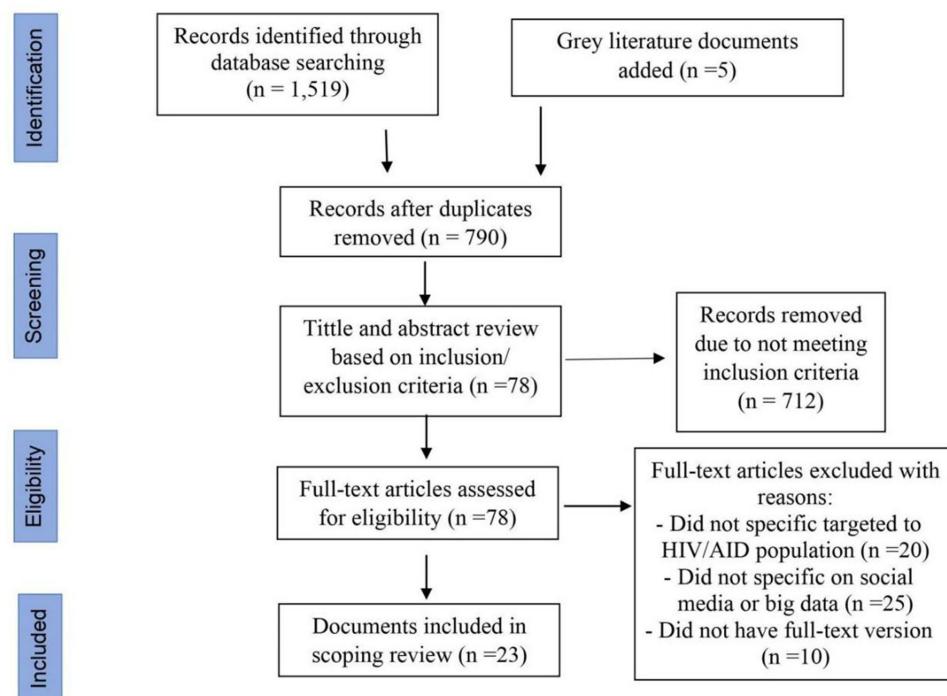 Identification
Records identified through
database searching
(n = 1,519)
Grey literature documents
added (n =5)
Screening
Records after duplicates
removed (n = 790)
Tittle and abstract review
based on inclusion/
exclusion criteria (n =78)
Records removed
due to not meeting
inclusion criteria
(n = 712)
Eligibility
Full-text articles assessed
for eligibility (n =78)
Full-text articles excluded with
reasons:
- Did not specific targeted to
HIV/AID population (n =20)
- Did not specific on social
media or big data (n =25)
- Did not have full-text version
(n =10)
Included
Documents included in
scoping review (n =23)